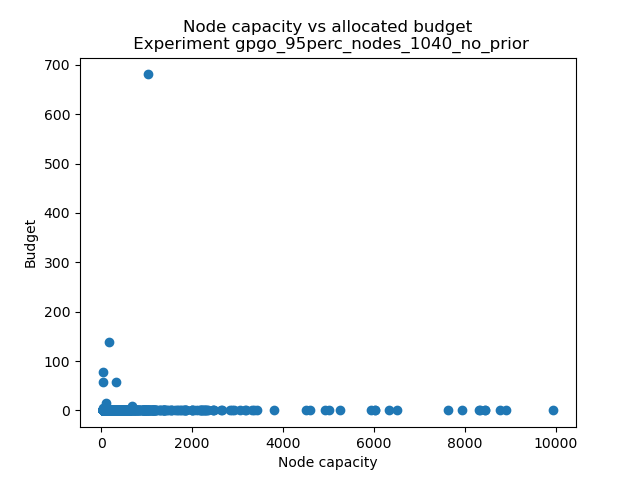 Node capacity vs allocated budget
Experiment gpgo_95perc_nodes_1040_no_prior
700
600
500
400
300
200
100
0
Budget
0 2000 4000 6000 8000 10000
Node capacity